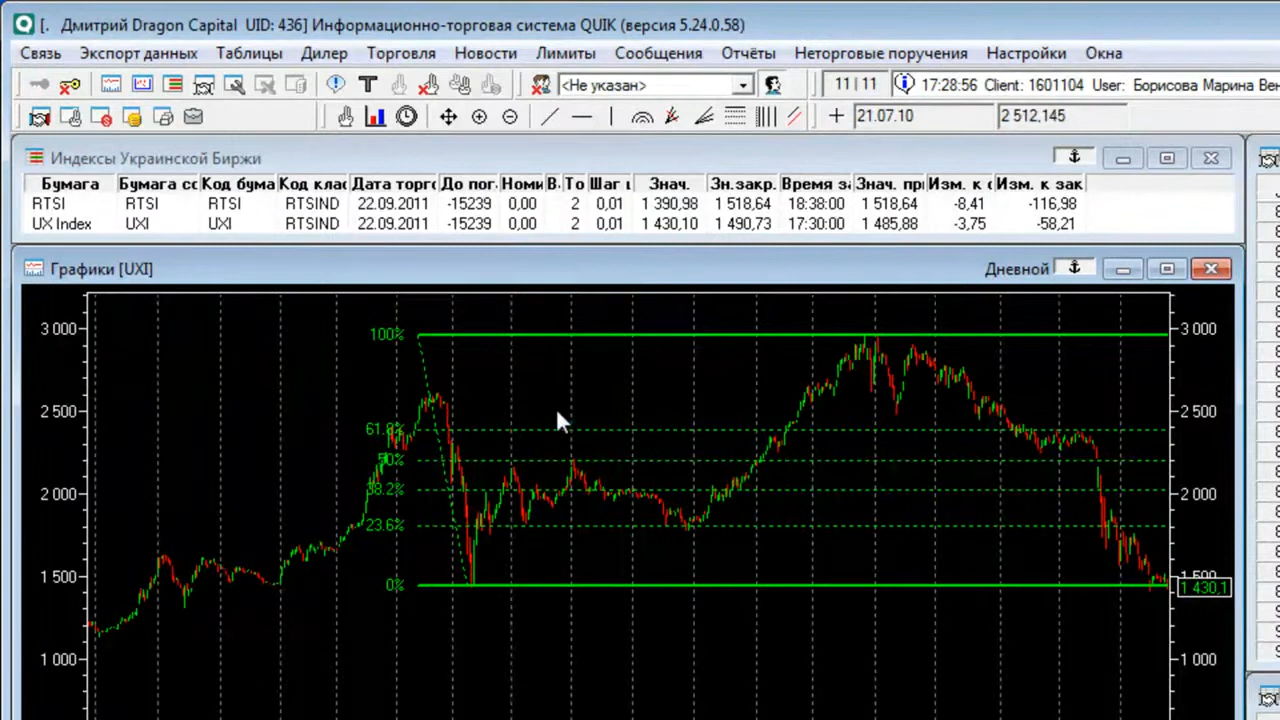 [.   Дмитрий Dragon Capital  UID: 436] Информационно-торговая система QUIK (версия 5.24.0.58)
Связь Экспорт данных Таблицы Дилер Торговля Новости Лимиты Сообщения Отчёты Неторговые поручения Настройки Окна
<Не указан> 11|11 17:28:56 Client: 1601104 User: Борисова Марина Вен
21.07.10 2 512,145
Индексы Украинской Биржи
Бумага Бумага сс Код бума Код клас Дата торго До пог. Номи В. То Шаг ц Знач. Зн.закр. Время за Знач. пр Изм. к с Изм. к зак
RTSI RTSI RTSI RTSIND 22.09.2011 -15239 0,00 2 0,01 1 390,98 1 518,64 18:38:00 1 518,64 -8,41 -116,98
UX Index UXI UXI RTSIND 22.09.2011 -15239 0,00 2 0,01 1 430,10 1 490,73 17:30:00 1 485,88 -3,75 -58,21
Графики [UXI] Дневной
3 000 100% 3 000
2 500 2 500
61.8%
50%
2 000 38.2% 2 000
23.6%
1 500 1 500
0% 1 430,1
1 000 1 000